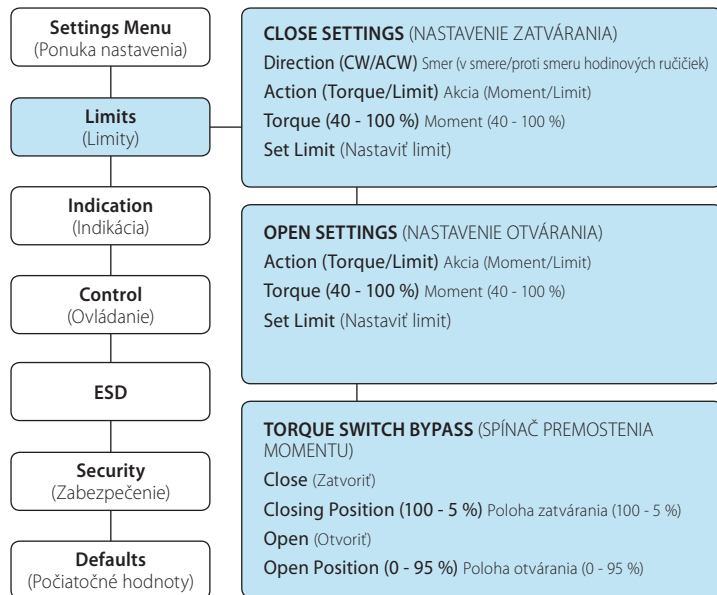 Settings Menu
(Ponuka nastavenia)
Limits
(Limity)
Indication
(Indikácia)
Control
(Ovládanie)
ESD
Security
(Zabezpečenie)
Defaults
(Počiatočné hodnoty)
CLOSE SETTINGS (NASTAVENIE ZATVÁRANIA)
Direction (CW/ACW) Smer (v smere/proti smeru hodinových ručičiek)
Action (Torque/Limit) Akcia (Moment/Limit)
Torque (40 - 100 %) Moment (40 - 100 %)
Set Limit (Nastaviť limit)
OPEN SETTINGS (NASTAVENIE OTVÁRANIA)
Action (Torque/Limit) Akcia (Moment/Limit)
Torque (40 - 100 %) Moment (40 - 100 %)
Set Limit (Nastaviť limit)
TORQUE SWITCH BYPASS (SPÍNAČ PREMOSTENIA
MOMENTU)
Close (Zatvoriť)
Closing Position (100 - 5 %) Poloha zatvárania (100 - 5 %)
Open (Otvoriť)
Open Position (0 - 95 %) Poloha otvárania (0 - 95 %)